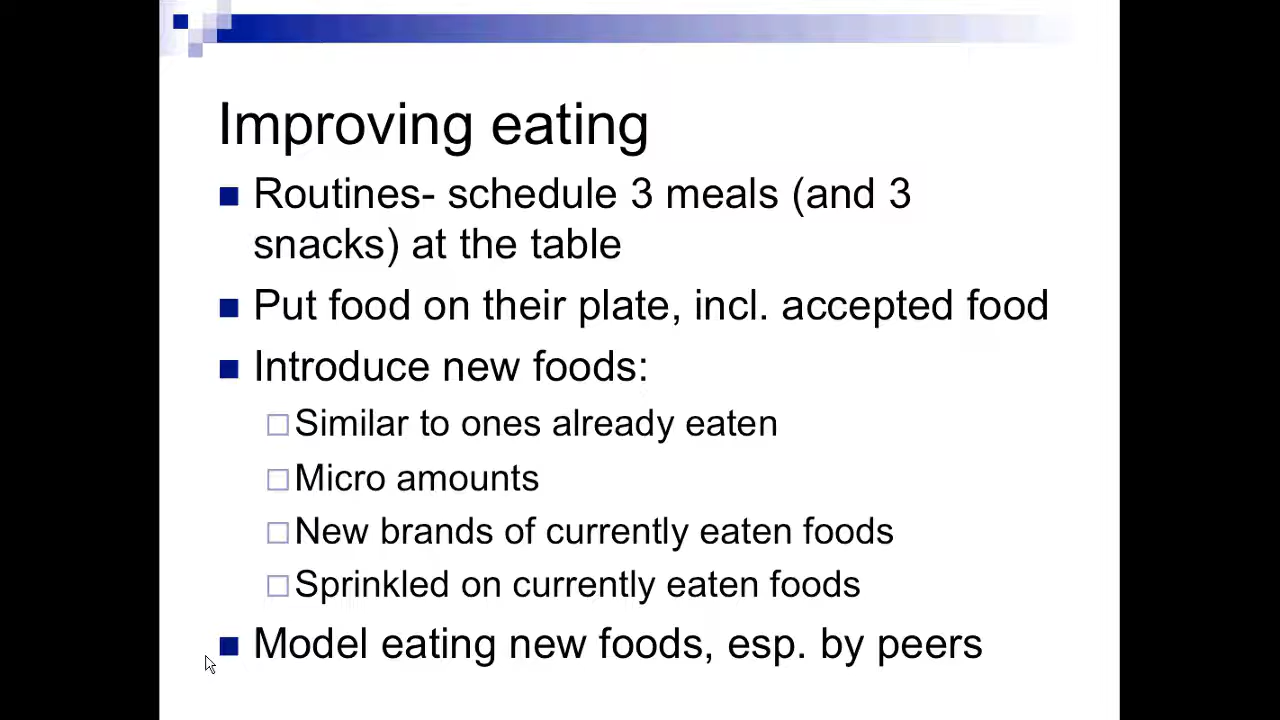 Improving eating
Routines- schedule 3 meals (and 3
snacks) at the table
Put food on their plate, incl. accepted food
Introduce new foods:
Similar to ones already eaten
Micro amounts
New brands of currently eaten foods
Sprinkled on currently eaten foods
Model eating new foods, esp. by peers